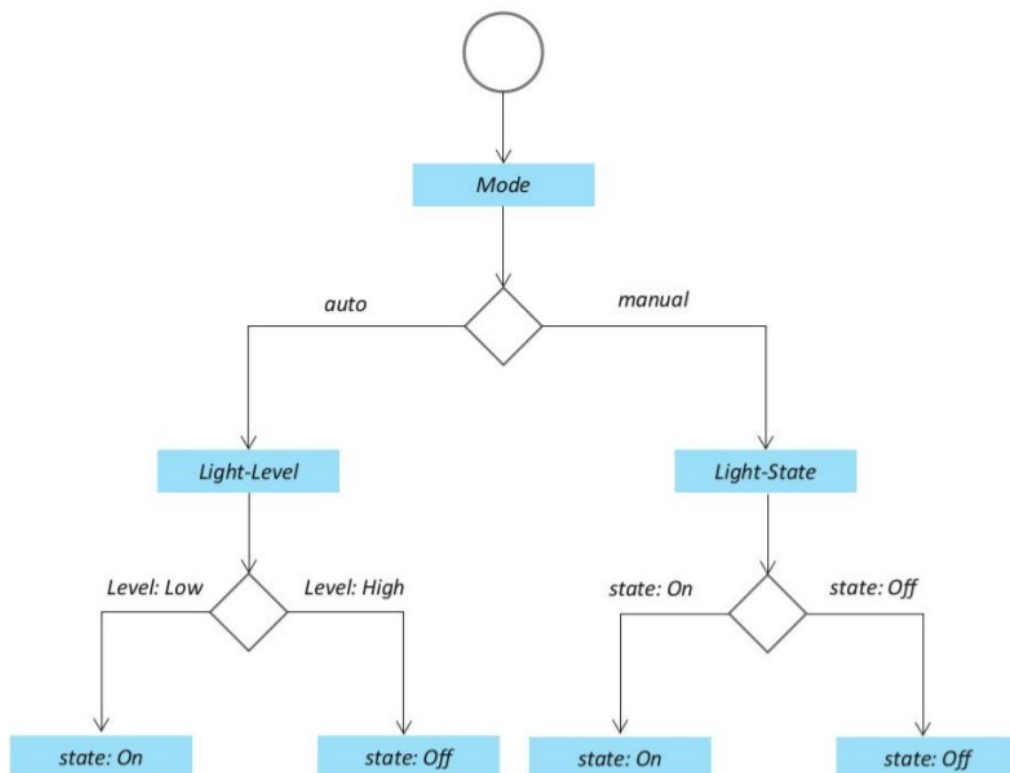 Mode
auto
manual
Light-Level
Light-State
Level: Low
Level: High
state: On
state: Off
state: On
state: Off
state: On
state: Off